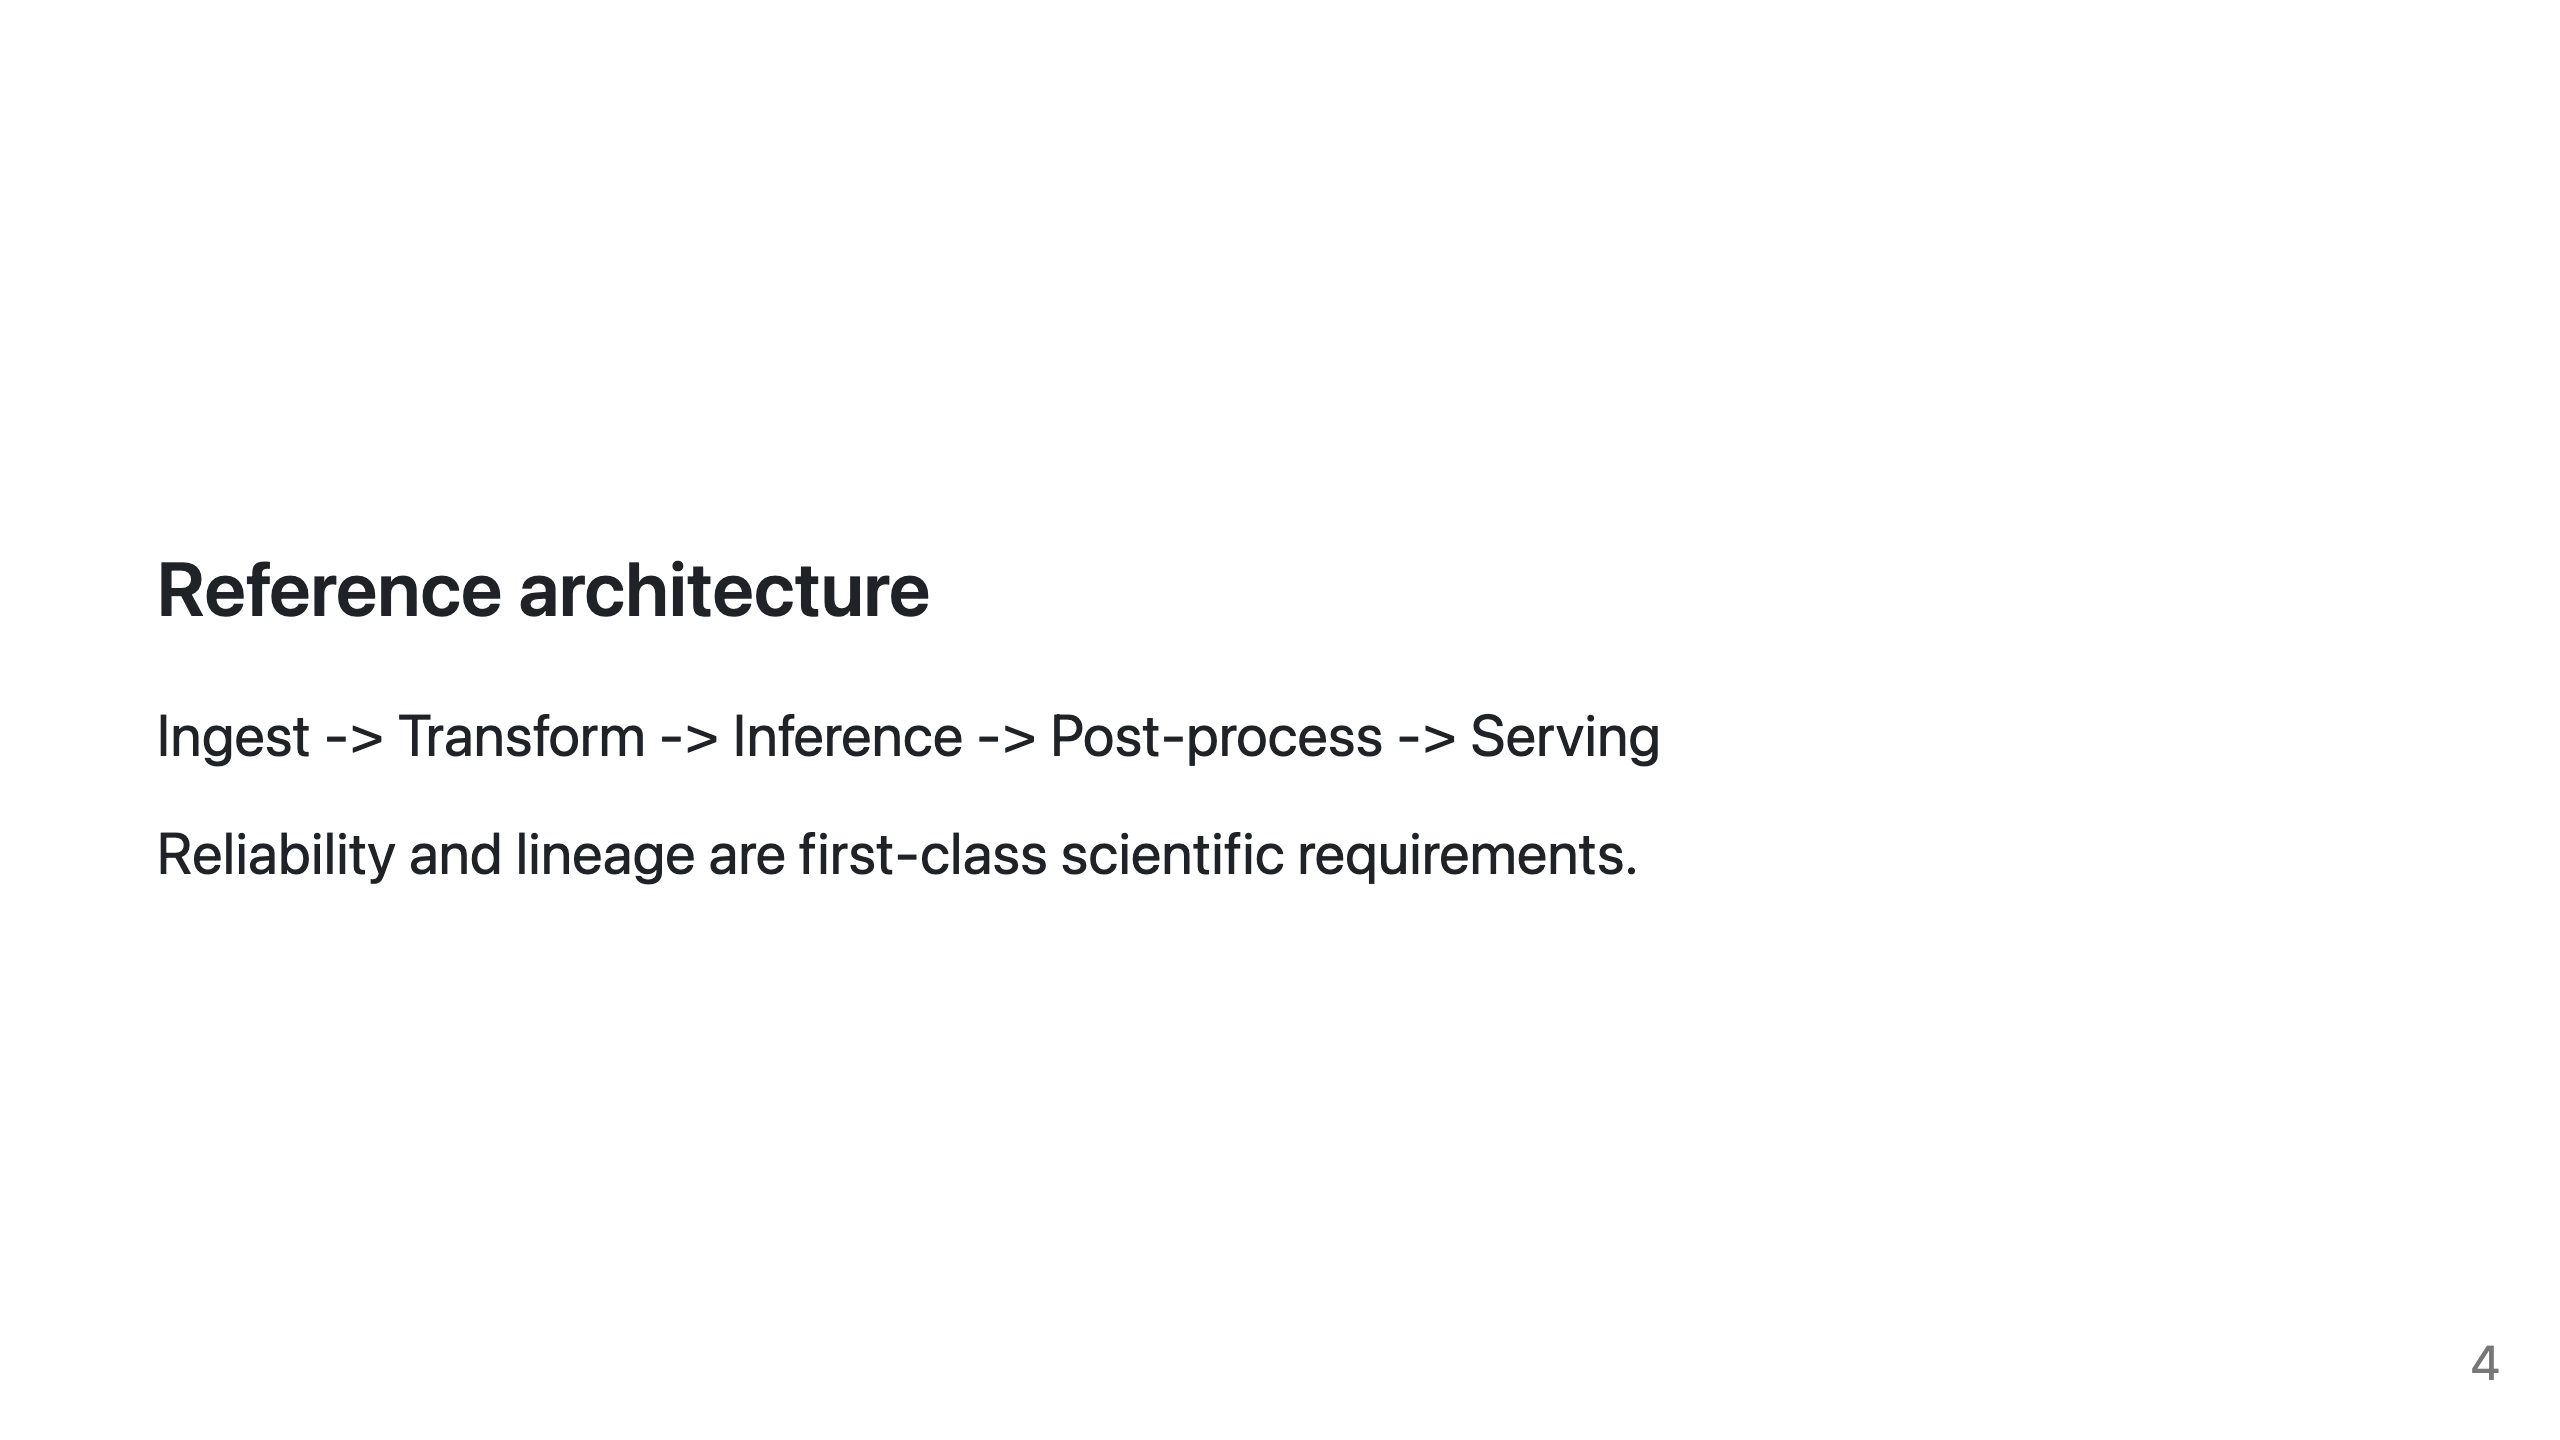 Reference architecture
Ingest -> Transform -> Inference -> Post-process -> Serving
Reliability and lineage are first-class scientific requirements.
4